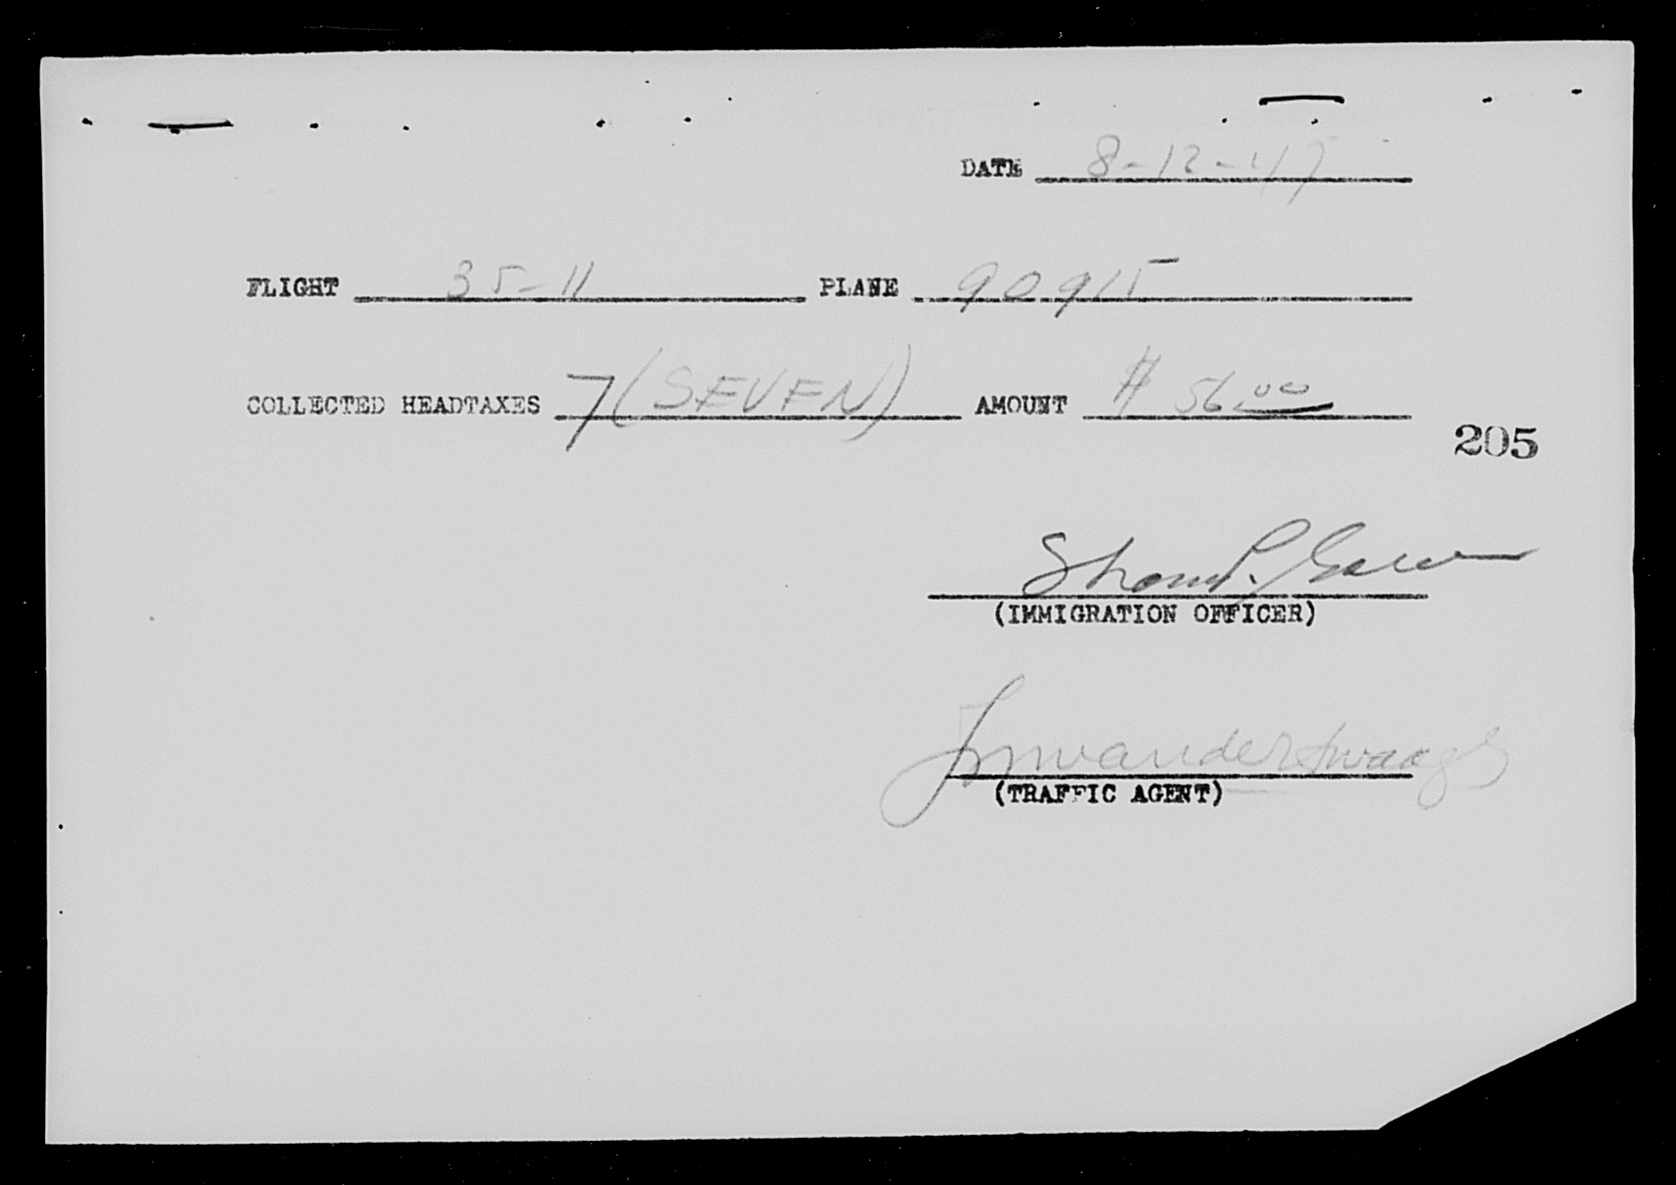 DATE 8-12-47
FLIGHT 35-11 PLANE 90915
COLLECTED HEADTAXES 7 (SEVEN) AMOUNT $ 56.00
205
(IMMIGRATION OFFICER)
(TRAFFIC AGENT)